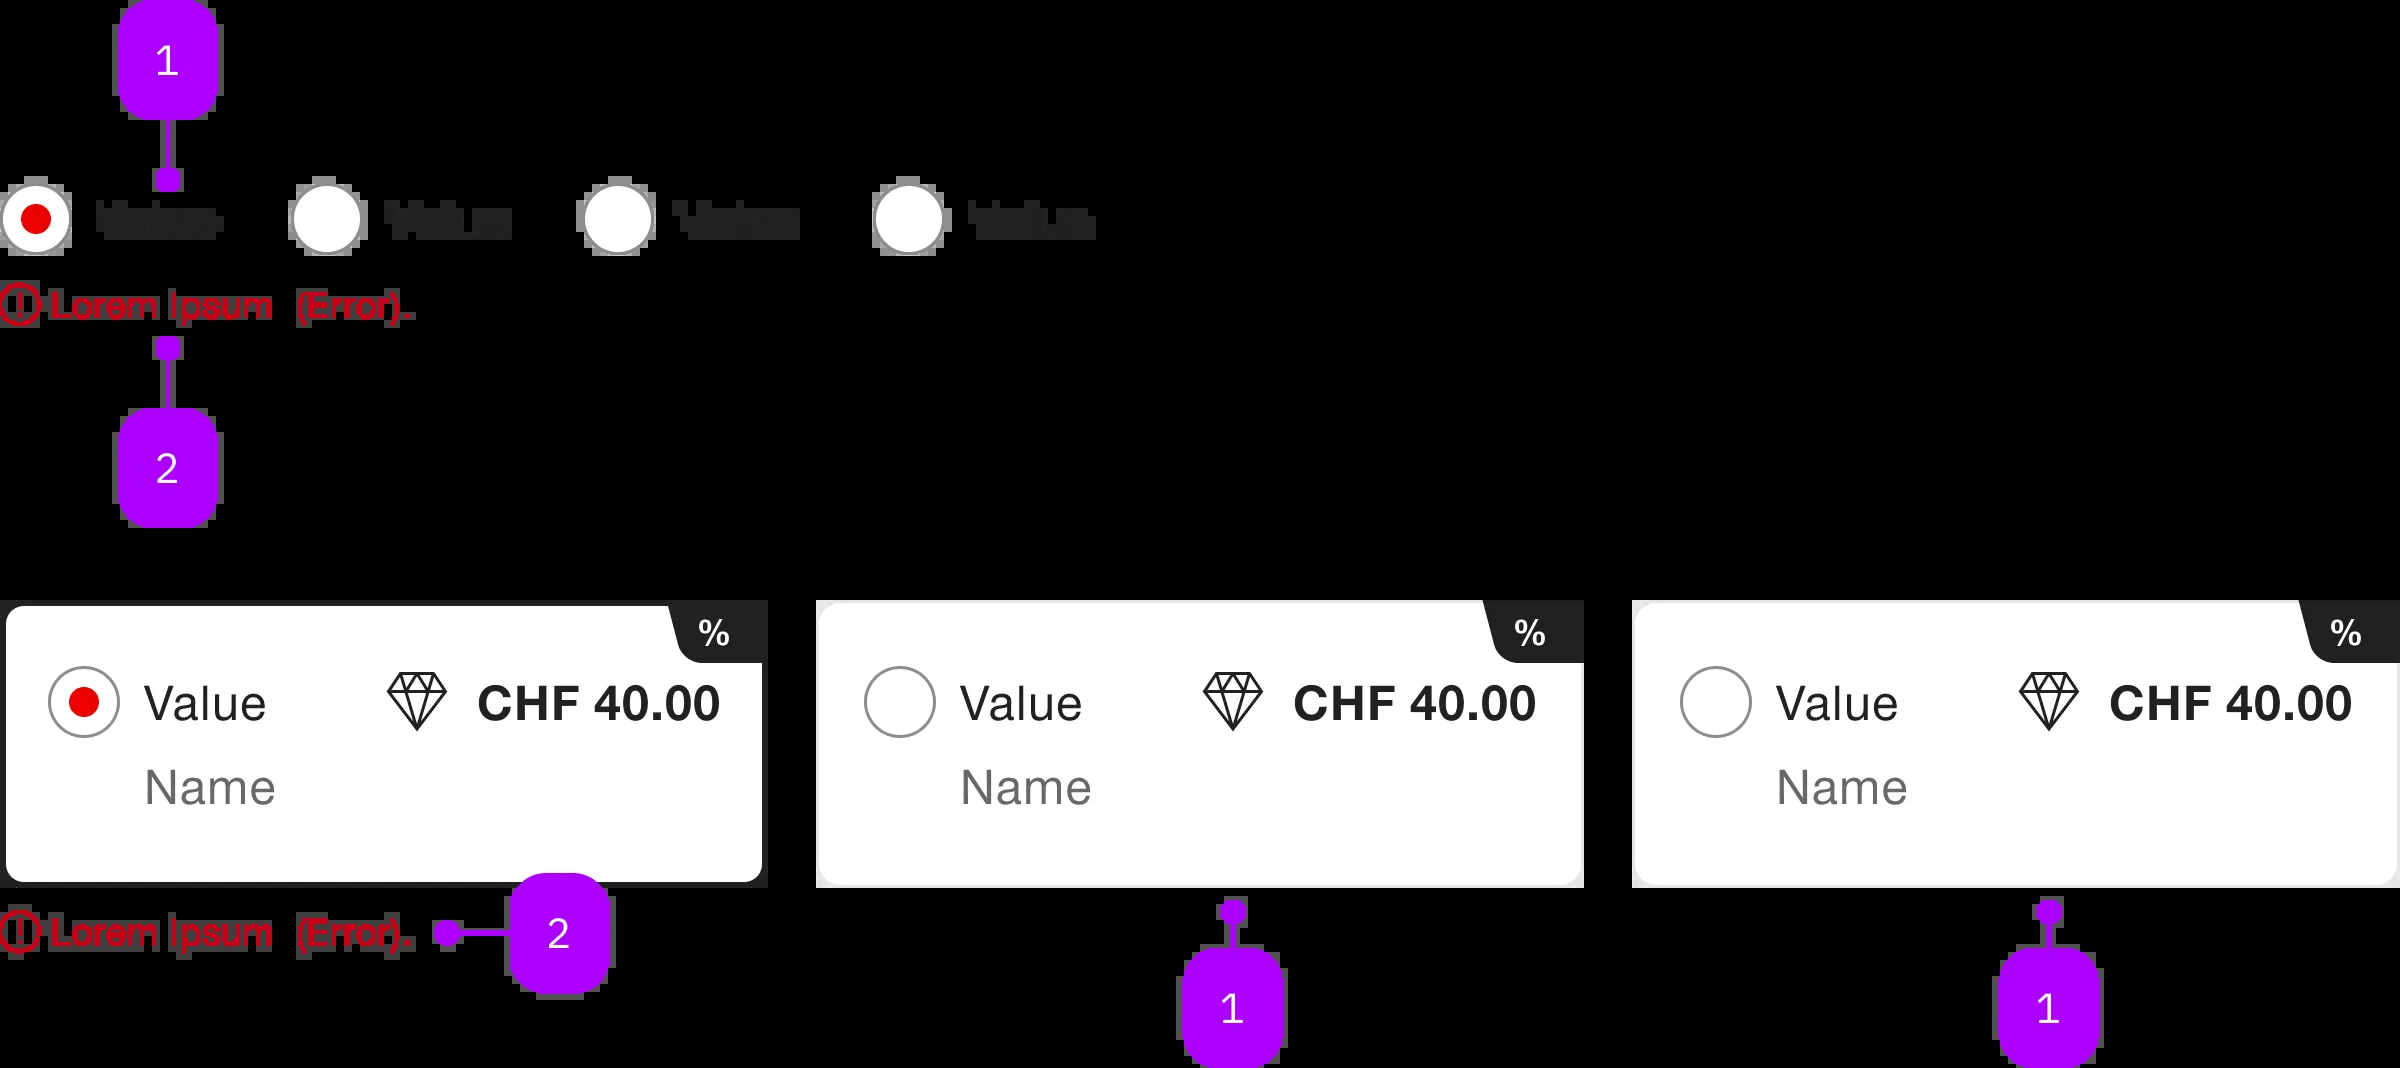 1
Value Value Value Value
Lorem Ipsum (Error).
2
%
Value CHF 40.00
Name
%
Value CHF 40.00
Name
%
Value CHF 40.00
Name
Lorem Ipsum (Error).
2
1
1